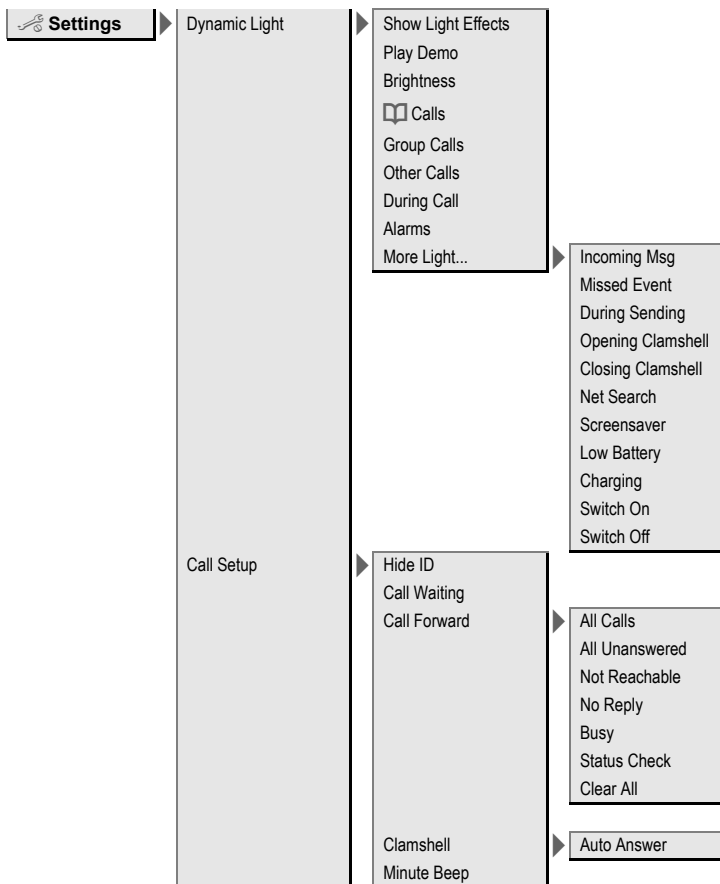 Settings
Dynamic Light
Show Light Effects
Play Demo
Brightness
Calls
Group Calls
Other Calls
During Call
Alarms
More Light...
Incoming Msg
Missed Event
During Sending
Opening Clamshell
Closing Clamshell
Net Search
Screensaver
Low Battery
Charging
Switch On
Switch Off
Call Setup
Hide ID
Call Waiting
Call Forward
All Calls
All Unanswered
Not Reachable
No Reply
Busy
Status Check
Clear All
Clamshell
Auto Answer
Minute Beep